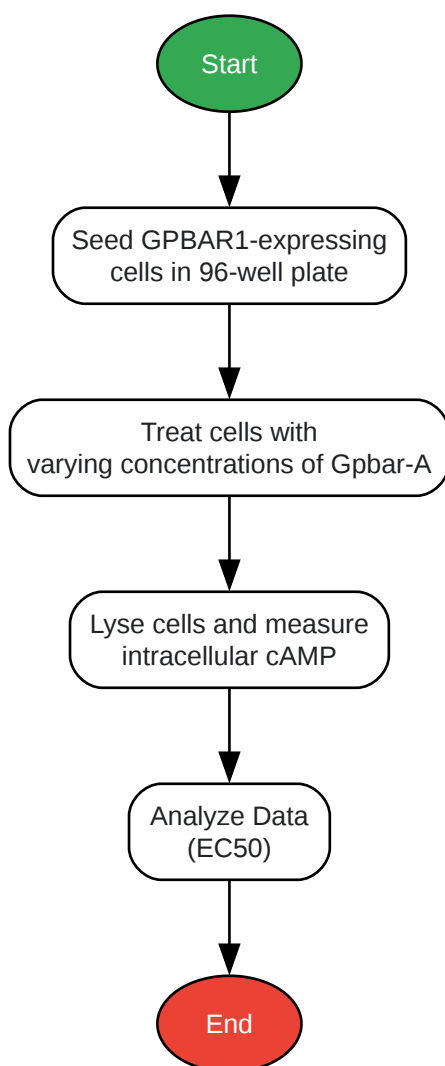 Start
Seed GPBAR1-expressing
cells in 96-well plate
Treat cells with
varying concentrations of Gpbar-A
Lyse cells and measure
intracellular cAMP
Analyze Data
(EC50)
End